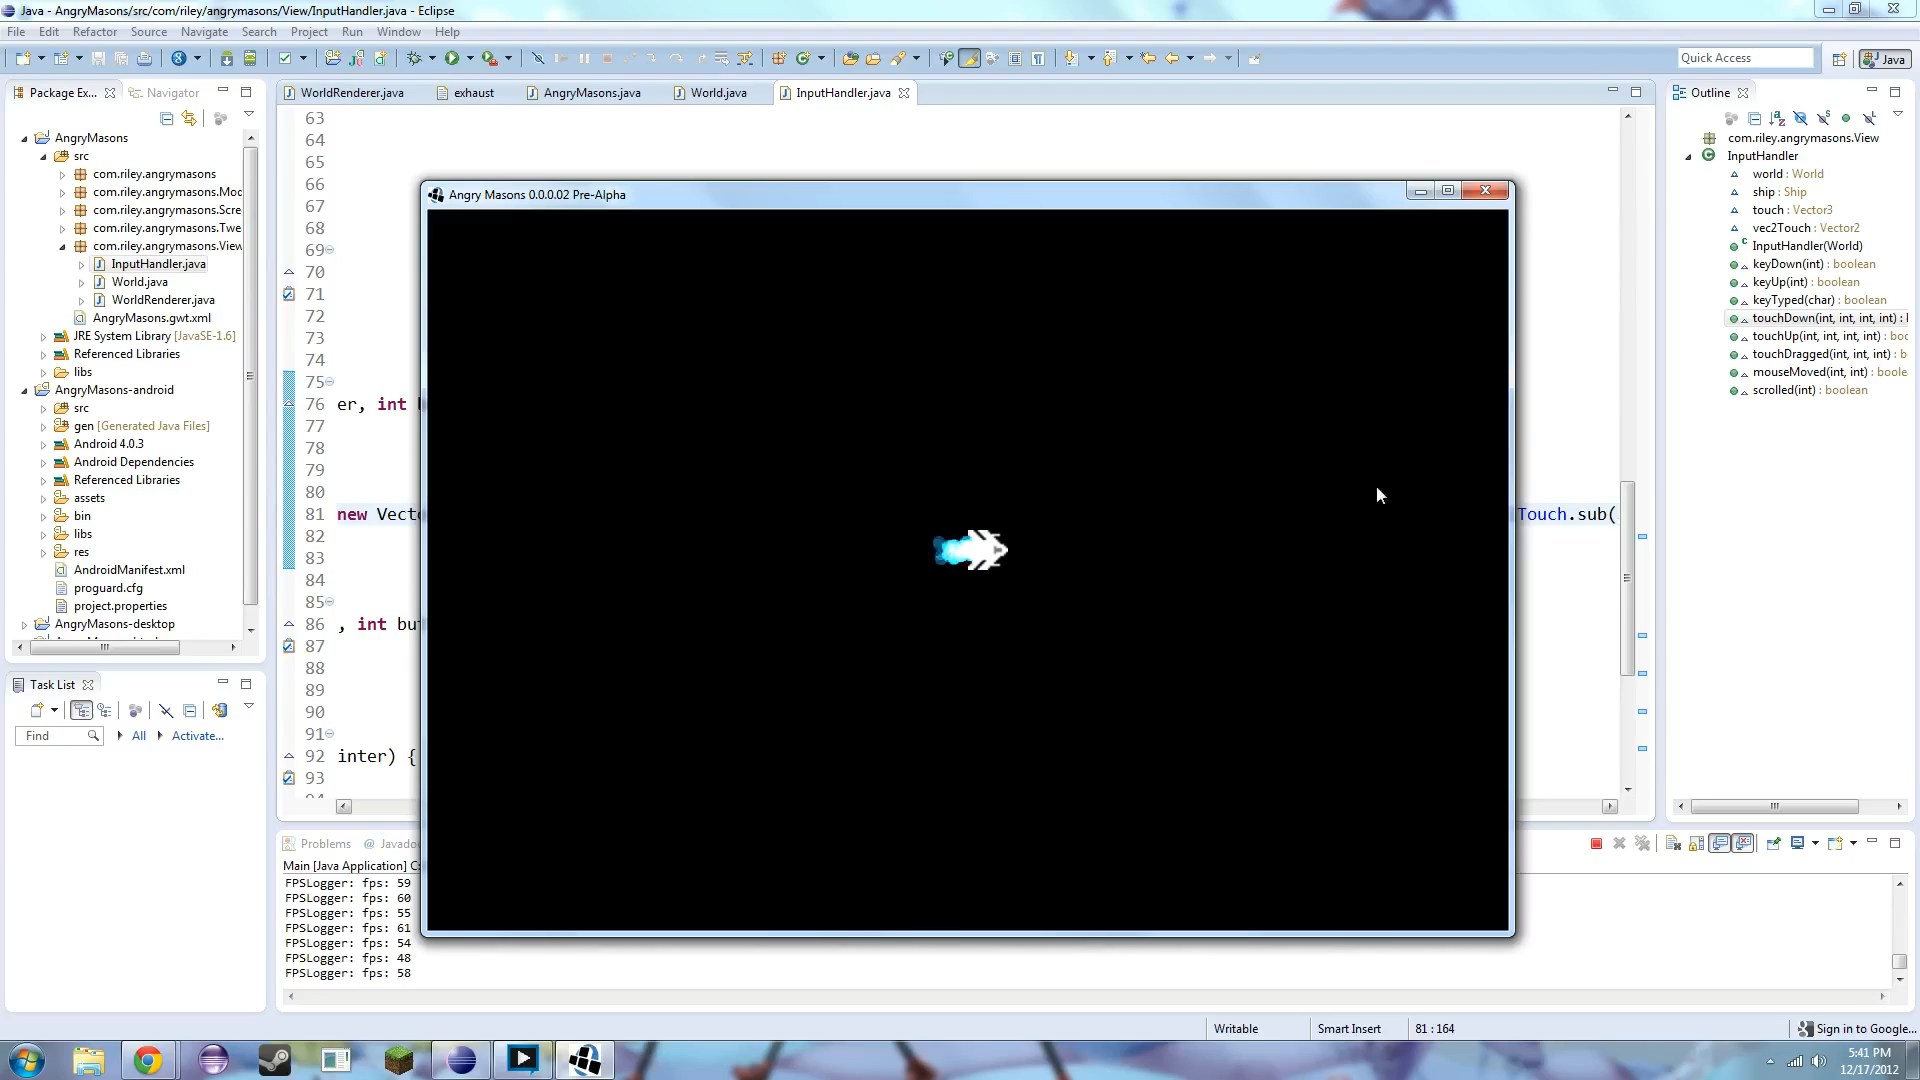 Java - AngryMasons/src/com/riley/angrymasons/View/InputHandler.java - Eclipse
File Edit Refactor Source Navigate Search Project Run Window Help
Quick Access
Java
Package Ex...
Navigator
WorldRenderer.java
exhaust
AngryMasons.java
World.java
InputHandler.java
Outline
AngryMasons
src
com.riley.angrymasons
com.riley.angrymasons.Moc
com.riley.angrymasons.Scre
com.riley.angrymasons.Twe
com.riley.angrymasons.View
InputHandler.java
World.java
WorldRenderer.java
AngryMasons.gwt.xml
JRE System Library [JavaSE-1.6]
Referenced Libraries
libs
AngryMasons-android
src
gen [Generated Java Files]
Android 4.0.3
Android Dependencies
Referenced Libraries
assets
bin
libs
res
AndroidManifest.xml
proguard.cfg
project.properties
AngryMasons-desktop
63
64
65
66
67
68
69
70
71
72
73
74
75
76 er, int
77
78
79
80
81 new Vect Touch.sub(
82
83
84
85
86 , int bu
87
88
89
90
91
92 inter) {
93
Angry Masons 0.0.0.02 Pre-Alpha
com.riley.angrymasons.View
InputHandler
world : World
ship : Ship
touch : Vector3
vec2Touch : Vector2
InputHandler(World)
keyDown(int) : boolean
keyUp(int) : boolean
keyTyped(char) : boolean
touchDown(int, int, int, int) :
touchUp(int, int, int, int) : boo
touchDragged(int, int, int) : b
mouseMoved(int, int) : boole
scrolled(int) : boolean
Task List
Find
All
Activate...
Problems
@ Javado
Main [Java Application] C:
FPSLogger: fps: 59
FPSLogger: fps: 60
FPSLogger: fps: 55
FPSLogger: fps: 61
FPSLogger: fps: 54
FPSLogger: fps: 48
FPSLogger: fps: 58
Writable
Smart Insert
81 : 164
Sign in to Google...
5:41 PM
12/17/2012